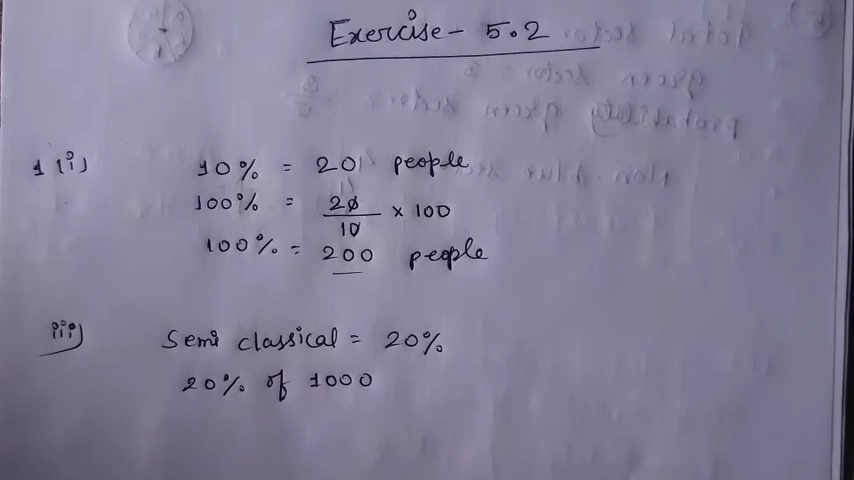 Exercise - 5.2
1 (i) 10% = 20 people
100% = 20/10 x 100
100% = 200 people
iii) Semi classical = 20%
20% of 1000